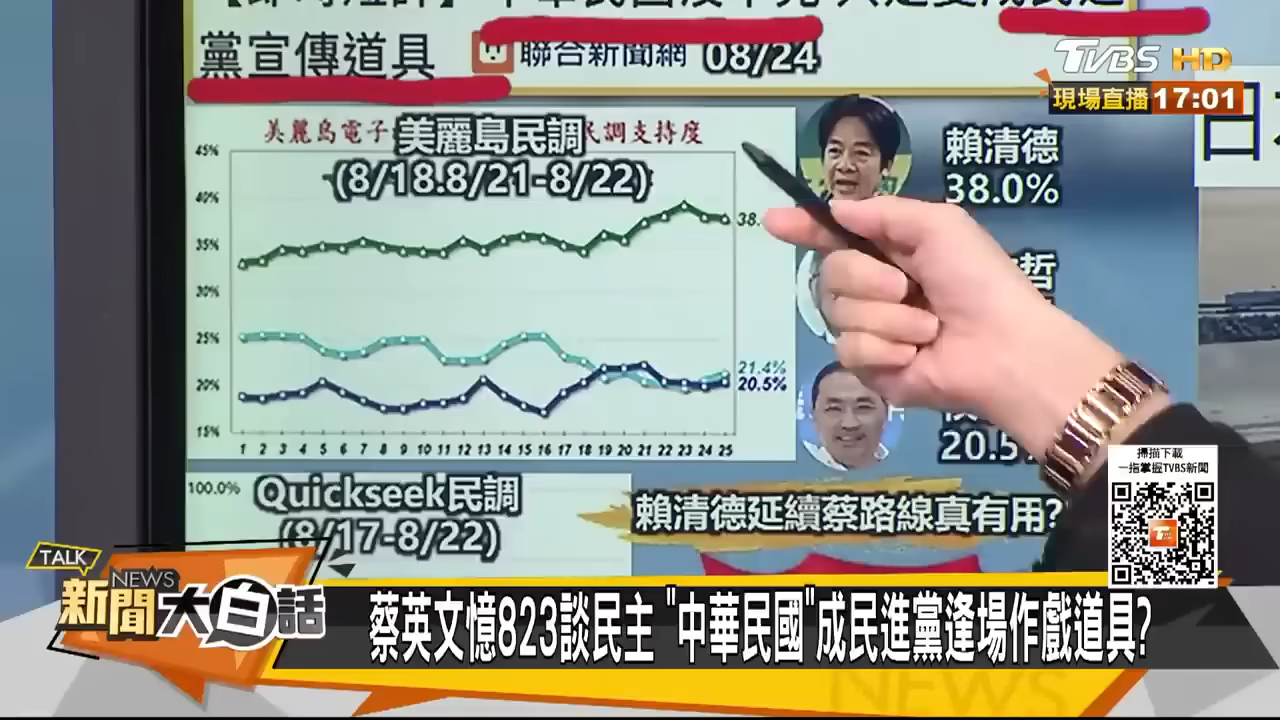 黨宣傳道具
聯合新聞網 08/24
TVBS HD
現場直播 17:01
美麗島電子
民調支持度
美麗島民調
(8/18.8/21-8/22)
45%
40%
35%
30%
25%
20%
15%
38.
21.4%
20.5%
1 2 3 4 5 6 7 8 9 10 11 12 13 14 15 16 17 18 19 20 21 22 23 24 25
賴清德
38.0%
哲
20.5%
掃描下載
一指掌握TVBS新聞
100.0%
Quickseek民調
(8/17-8/22)
賴清德延續蔡路線真有用?
TALK
NEWS
新聞大白話
蔡英文憶823談民主 "中華民國"成民進黨逢場作戲道具?
NEWS